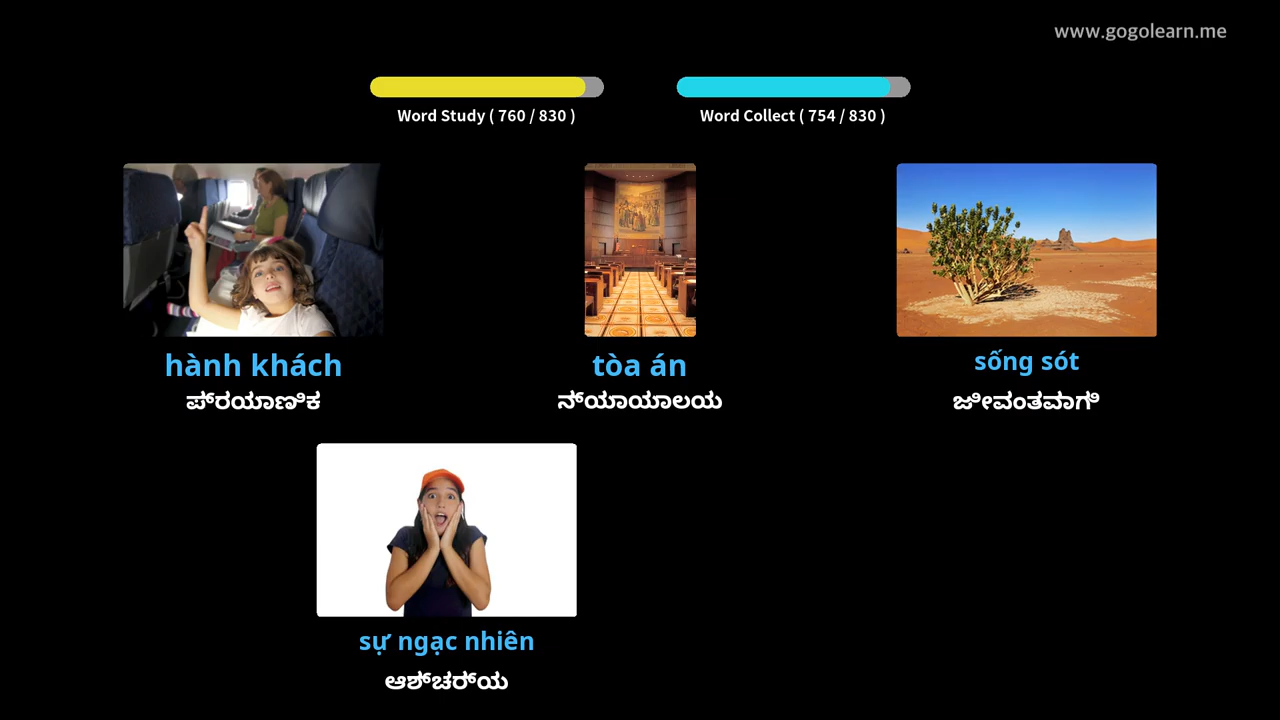 www.gogolearn.me
Word Study ( 760 / 830 )
Word Collect ( 754 / 830 )
hành khách
ಪ್ರಯಾಣಿಕ
tòa án
ನ್ಯಾಯಾಲಯ
sống sót
ಜೀವಂತವಾಗಿ
sự ngạc nhiên
ಆಶ್ಚರ್ಯ